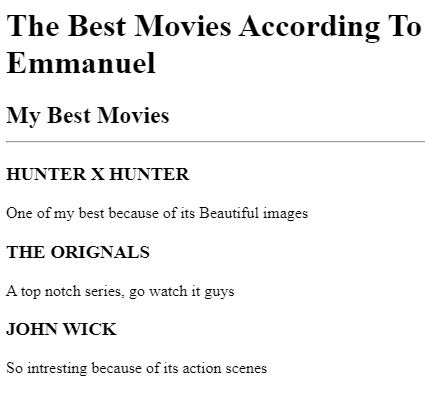 The Best Movies According To
Emmanuel
My Best Movies
HUNTER X HUNTER
One of my best because of its Beautiful images
THE ORIGNALS
A top notch series, go watch it guys
JOHN WICK
So intresting because of its action scenes